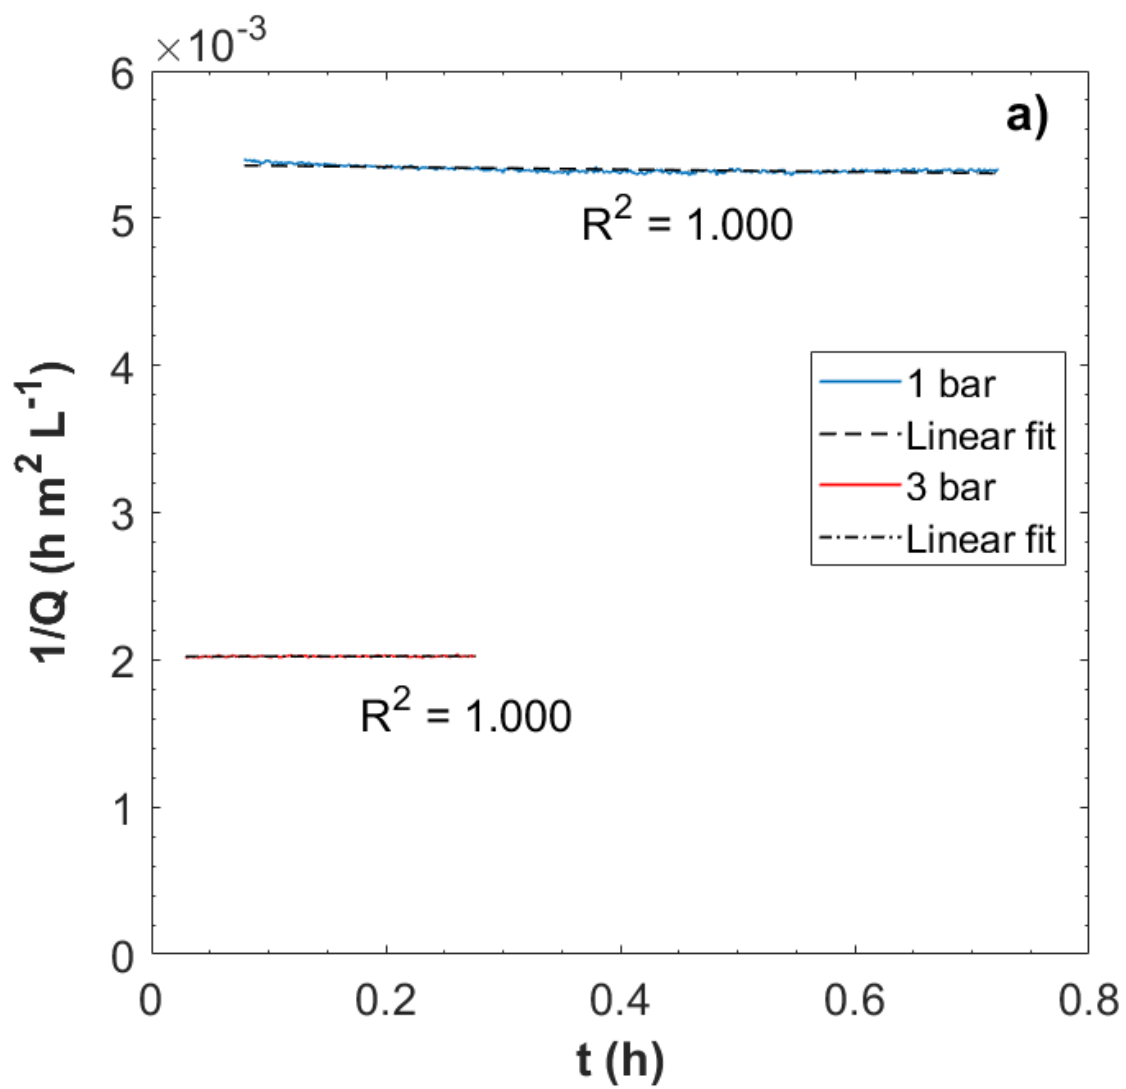 ×10⁻³
6
a)
5
R² = 1.000
4
1 bar
Linear fit
3
3 bar
Linear fit
2
R² = 1.000
1
0
0 0.2 0.4 0.6 0.8
t (h)
1/Q (h m² L⁻¹)